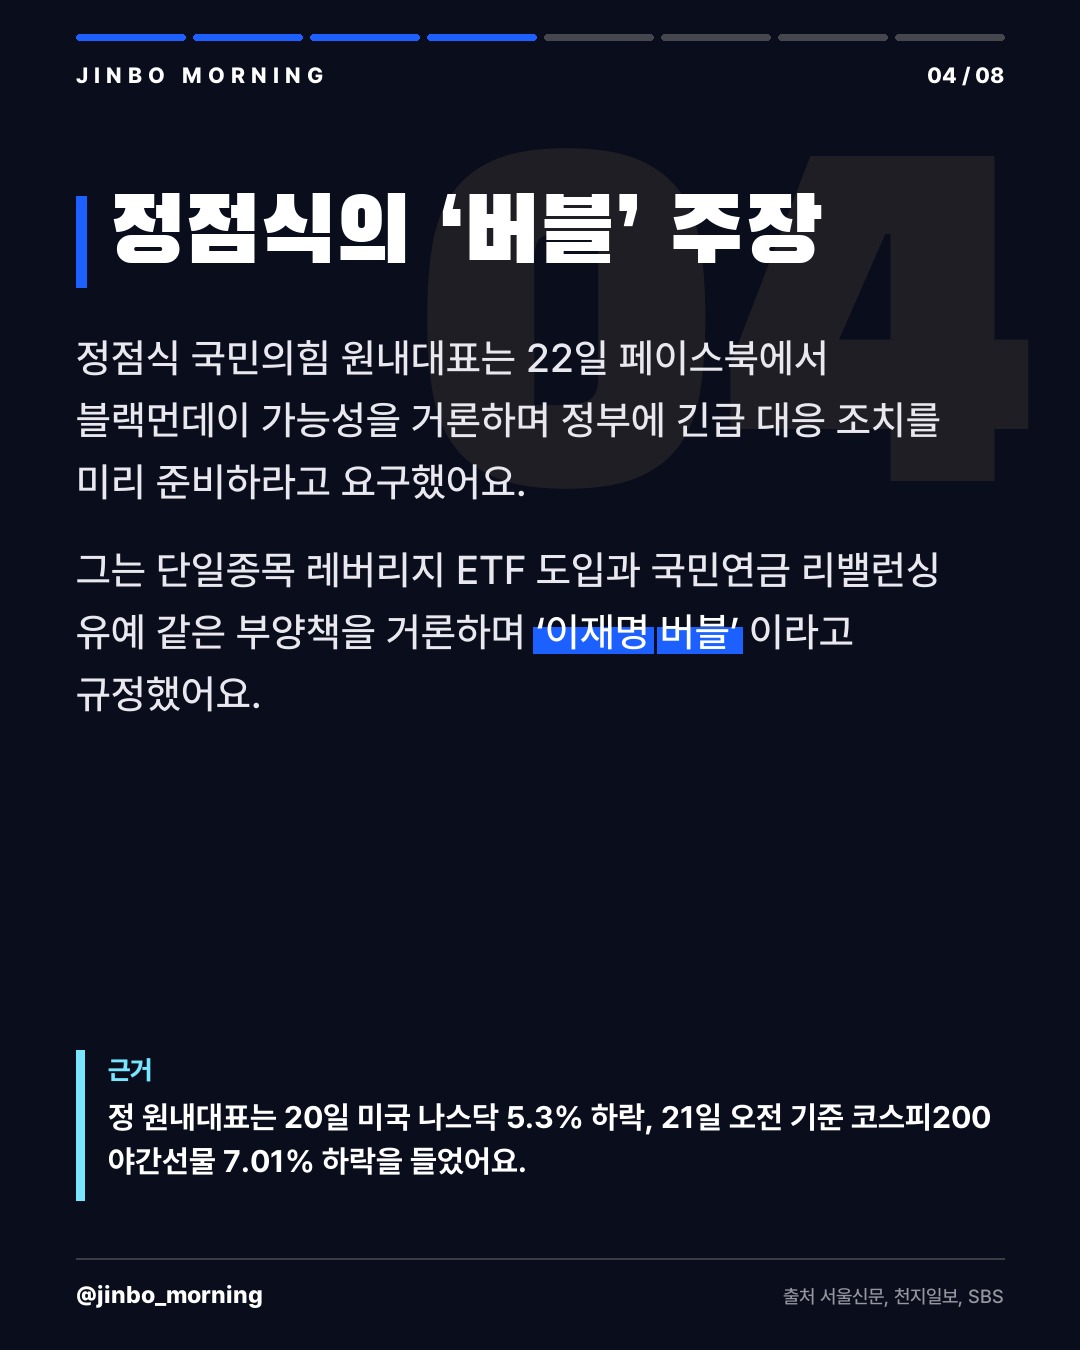 JINBO MORNING
04 / 08
04
정점식의 ‘버블’ 주장
정점식 국민의힘 원내대표는 22일 페이스북에서
블랙먼데이 가능성을 거론하며 정부에 긴급 대응 조치를
미리 준비하라고 요구했어요.
그는 단일종목 레버리지 ETF 도입과 국민연금 리밸런싱
유예 같은 부양책을 거론하며 ‘이재명 버블’ 이라고
규정했어요.
근거
정 원내대표는 20일 미국 나스닥 5.3% 하락, 21일 오전 기준 코스피200
야간선물 7.01% 하락을 들었어요.
@jinbo_morning
출처 서울신문, 천지일보, SBS